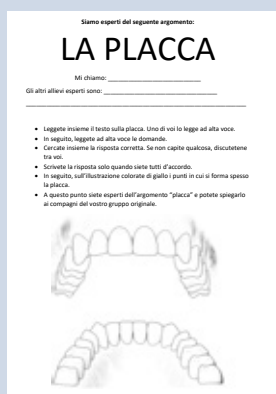 Siamo esperti del seguente argomento:
LA PLACCA
Mi chiamo: ___________________________
Gli altri allievi esperti sono: _________________________________
________________________________________________________________
• Leggete insieme il testo sulla placca. Uno di voi lo legge ad alta voce.
• In seguito, leggete ad alta voce le domande.
• Cercate insieme la risposta corretta. Se non capite qualcosa, discutetene
tra voi.
• Scrivete la risposta solo quando siete tutti d'accordo.
• In seguito, sull'illustrazione colorate di giallo i punti in cui si forma spesso
la placca.
• A questo punto siete esperti dell'argomento "placca" e potete spiegarlo
ai compagni del vostro gruppo originale.